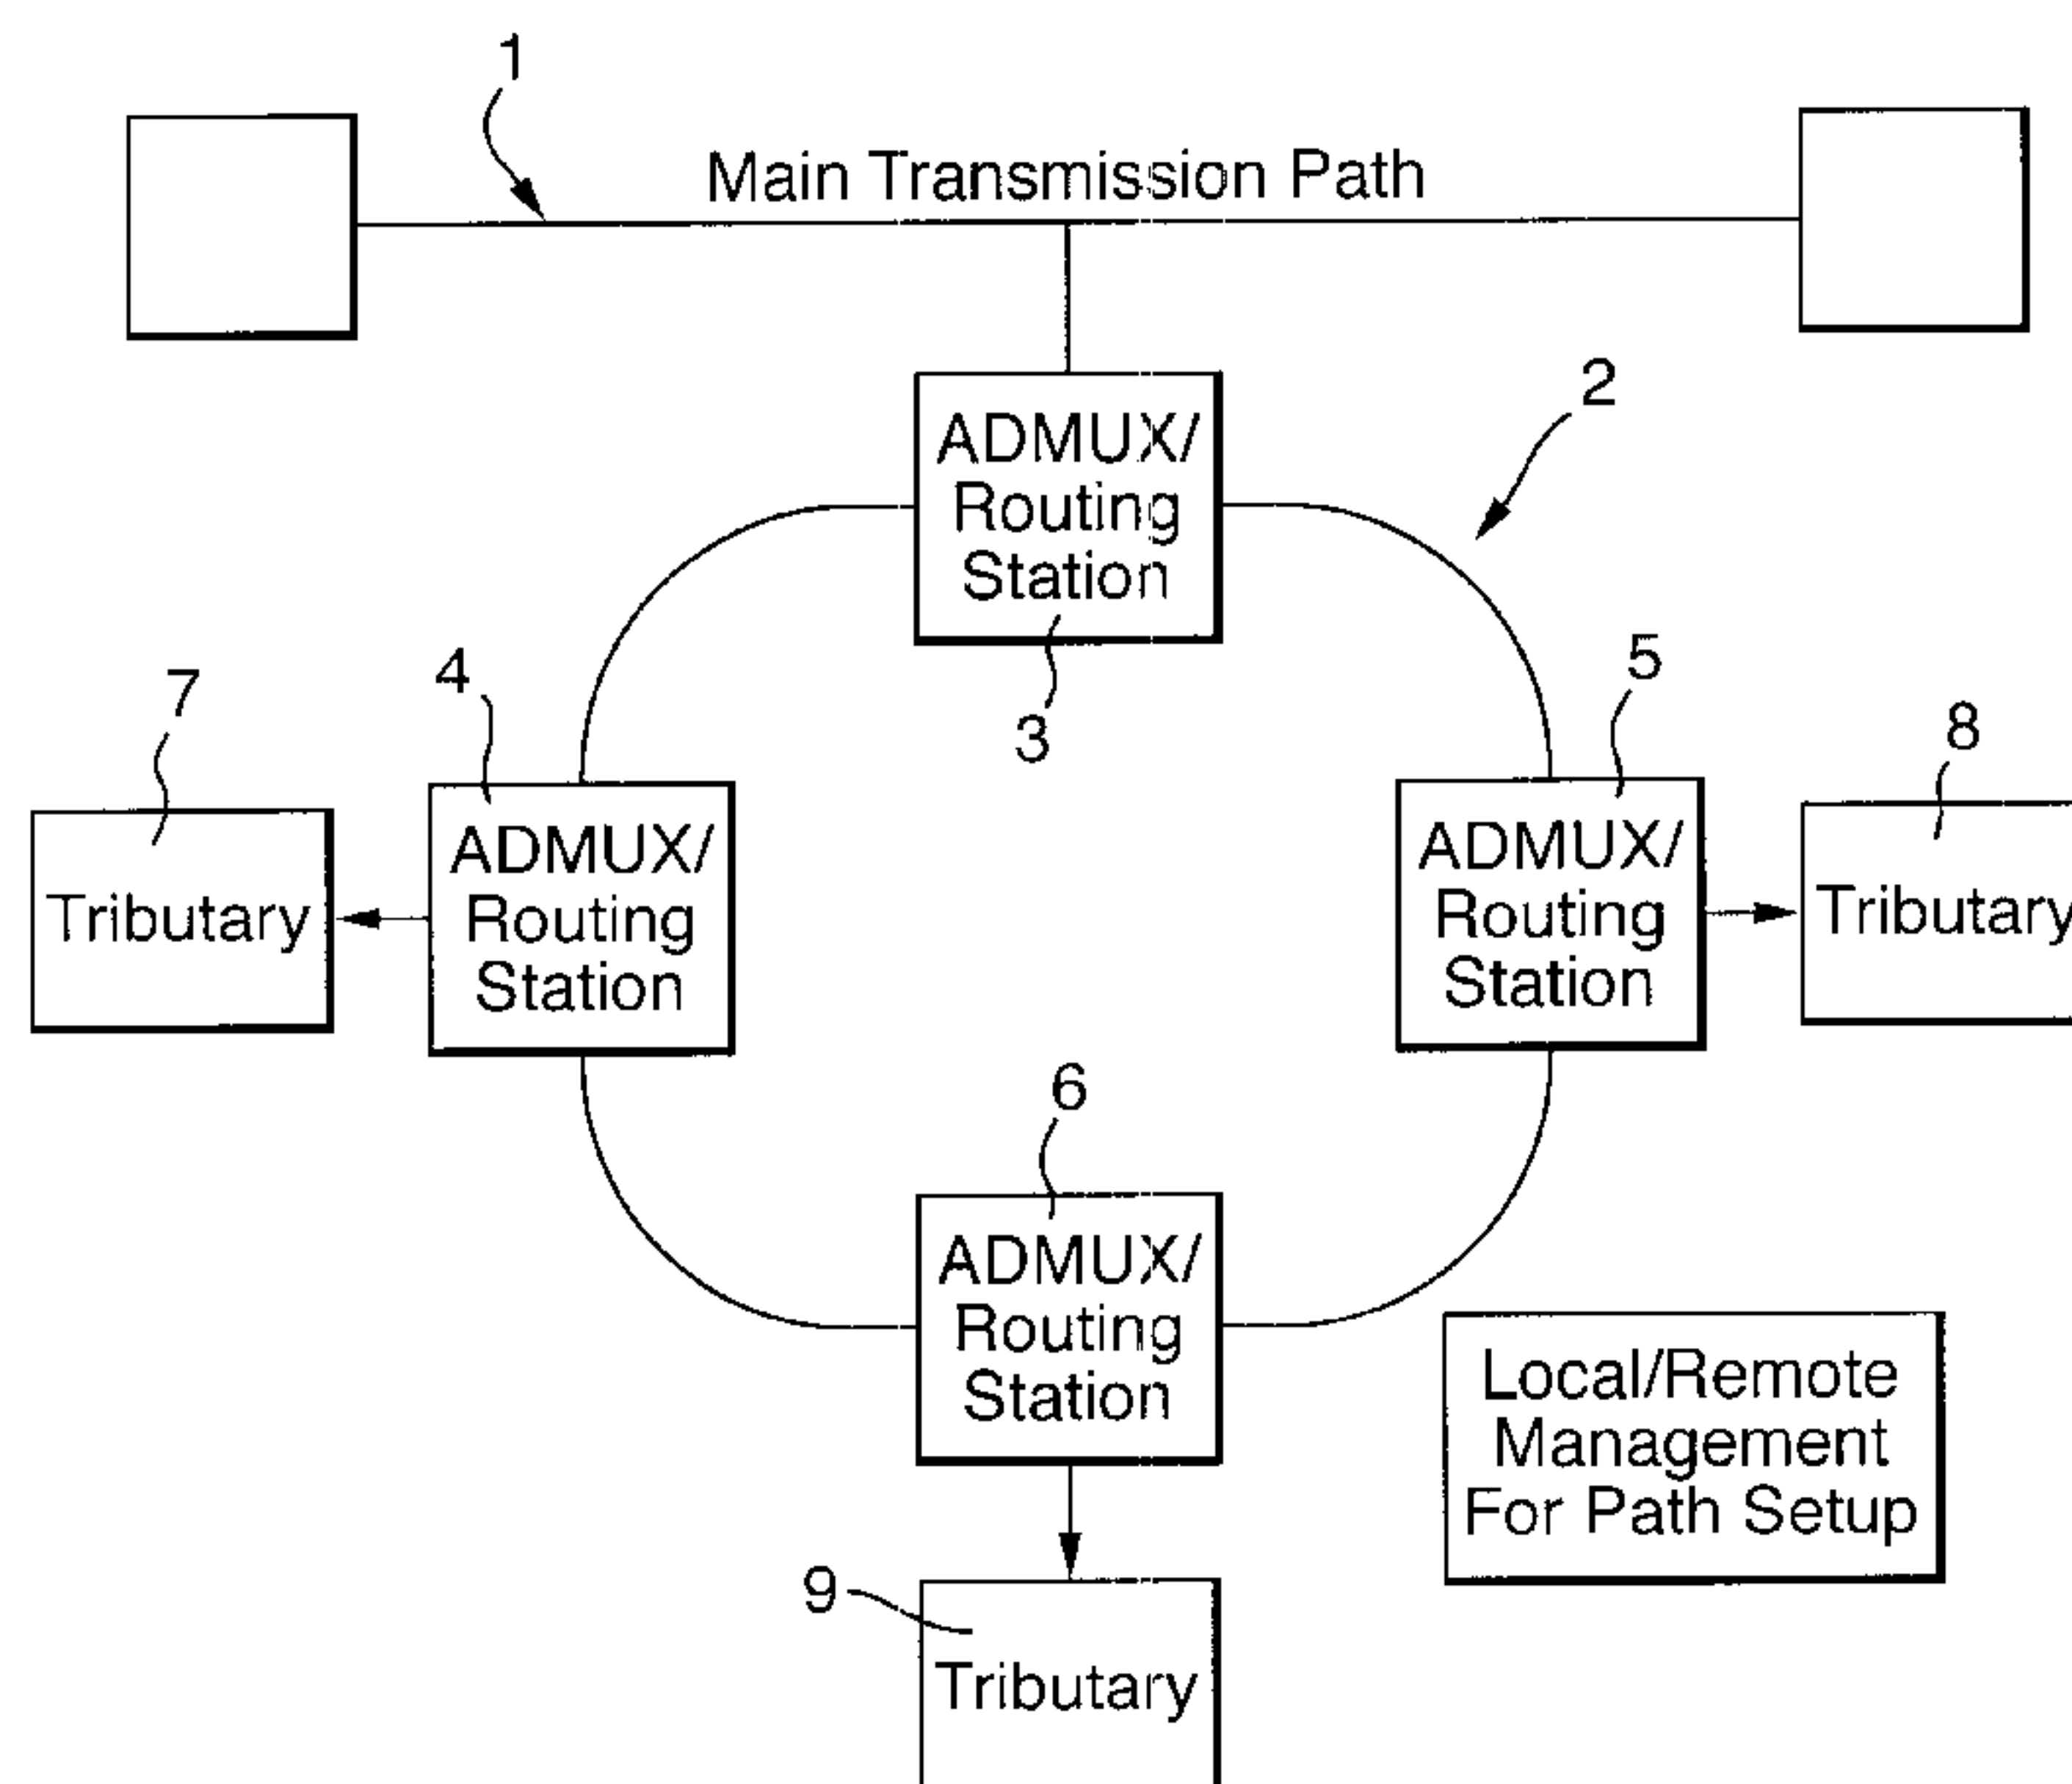 1
Main Transmission Path
2
ADMUX/
Routing
Station
3
4
5
7
8
ADMUX/
Routing
Station
ADMUX/
Routing
Station
Tributary
Tributary
6
ADMUX/
Routing
Station
Local/Remote
Management
For Path Setup
9
Tributary